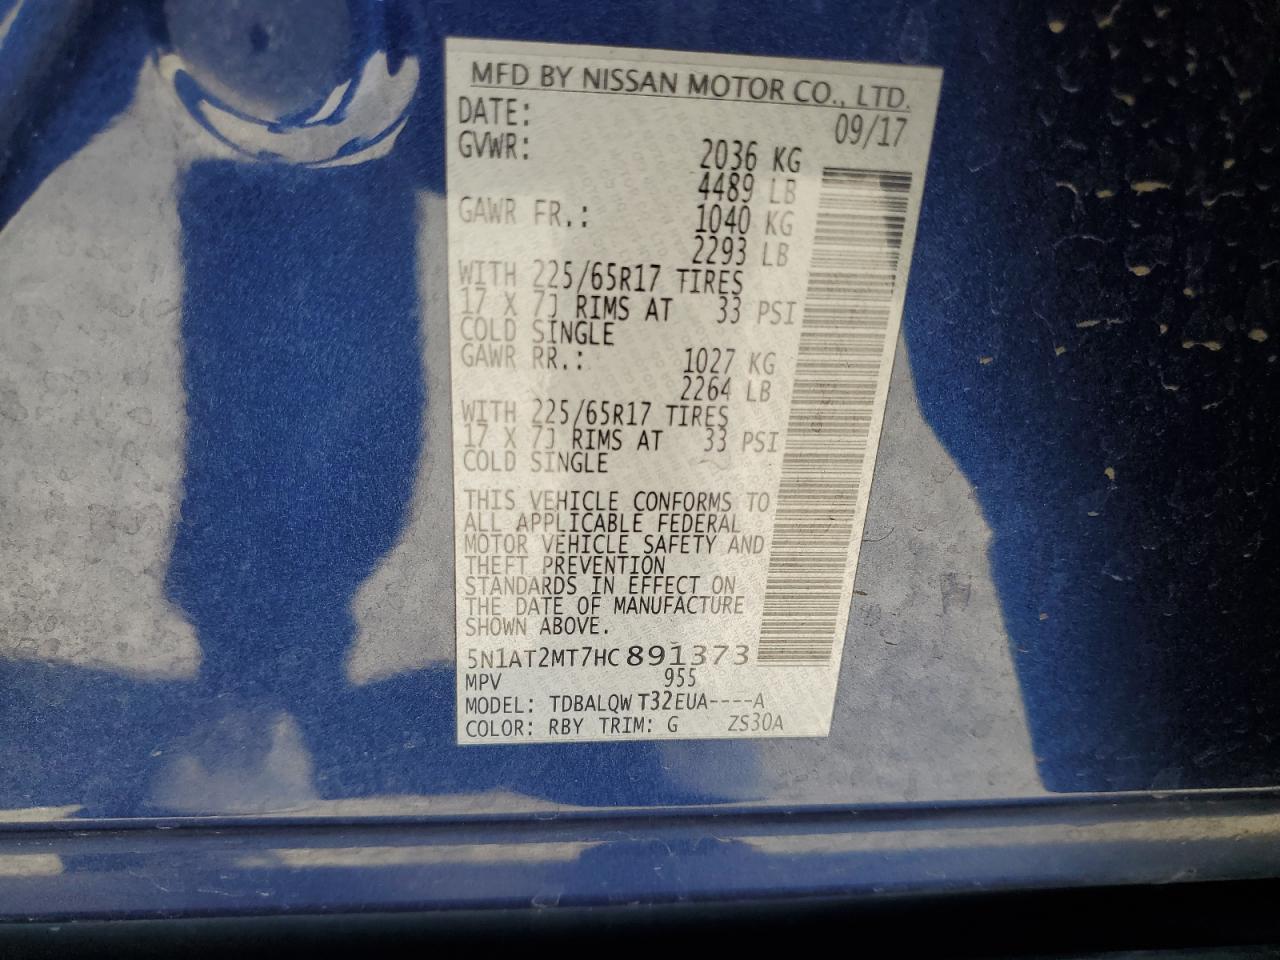 MFD BY NISSAN MOTOR CO., LTD.
DATE: 09/17
GVWR: 2036 KG
4489 LB
GAWR FR.: 1040 KG
2293 LB
WITH 225/65R17 TIRES
17 X 7J RIMS AT 33 PSI
COLD SINGLE
GAWR RR.: 1027 KG
2264 LB
WITH 225/65R17 TIRES
17 X 7J RIMS AT 33 PSI
COLD SINGLE
THIS VEHICLE CONFORMS TO
ALL APPLICABLE FEDERAL
MOTOR VEHICLE SAFETY AND
THEFT PREVENTION
STANDARDS IN EFFECT ON
THE DATE OF MANUFACTURE
SHOWN ABOVE.
5N1AT2MT7HC891373
MPV 955
MODEL: TDBALQW T32EUA----A
COLOR: RBY TRIM: G ZS30A